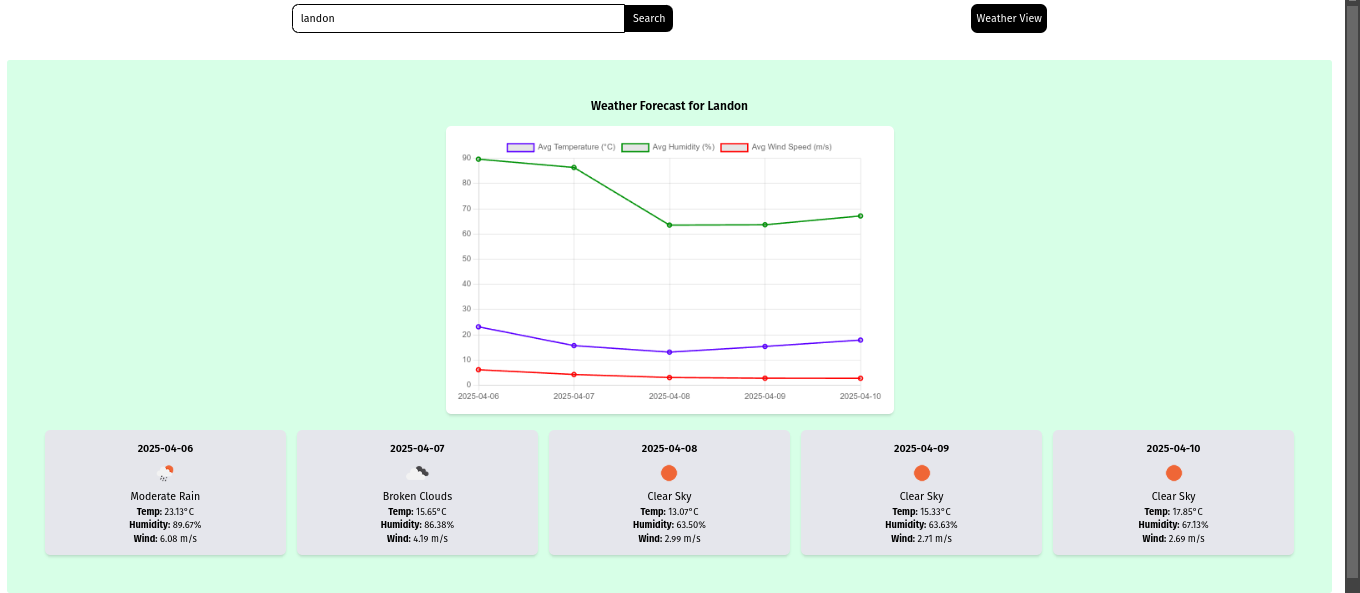 landon
Search
Weather View
Weather Forecast for Landon
Avg Temperature (°C) Avg Humidity (%) Avg Wind Speed (m/s)
90
80
70
60
50
40
30
20
10
0
2025-04-06 2025-04-07 2025-04-08 2025-04-09 2025-04-10
2025-04-06
Moderate Rain
Temp: 23.13°C
Humidity: 89.67%
Wind: 6.08 m/s
2025-04-07
Broken Clouds
Temp: 15.65°C
Humidity: 86.38%
Wind: 4.19 m/s
2025-04-08
Clear Sky
Temp: 13.07°C
Humidity: 63.50%
Wind: 2.99 m/s
2025-04-09
Clear Sky
Temp: 15.33°C
Humidity: 63.63%
Wind: 2.71 m/s
2025-04-10
Clear Sky
Temp: 17.85°C
Humidity: 67.13%
Wind: 2.69 m/s